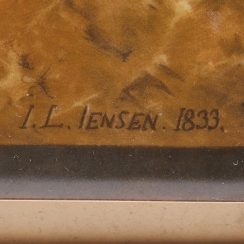 I. L. IENSEN. 1833.